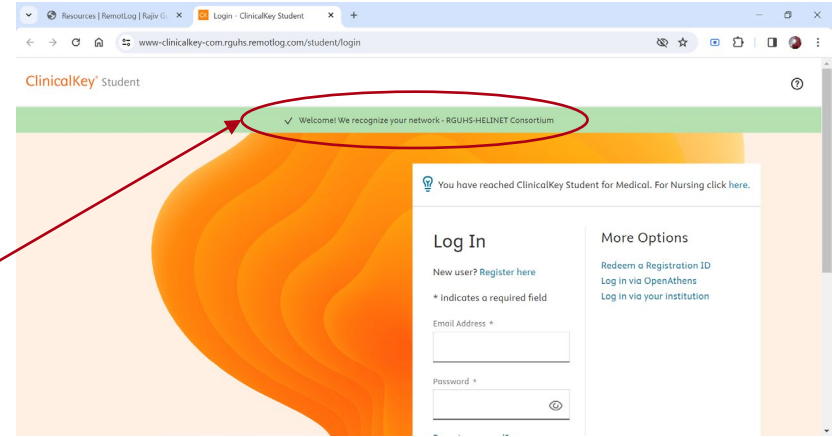 Resources | RemotLog | Rajiv G
Login - ClinicalKey Student
www-clinicalkey-com.rguhs.remotlog.com/student/login
ClinicalKey® Student
✓ Welcome! We recognize your network - RGUHS-HELINET Consortium
You have reached ClinicalKey Student for Medical. For Nursing click here.
Log In
New user? Register here
* indicates a required field
Email Address *
Password *
More Options
Redeem a Registration ID
Log in via OpenAthens
Log in via your institution